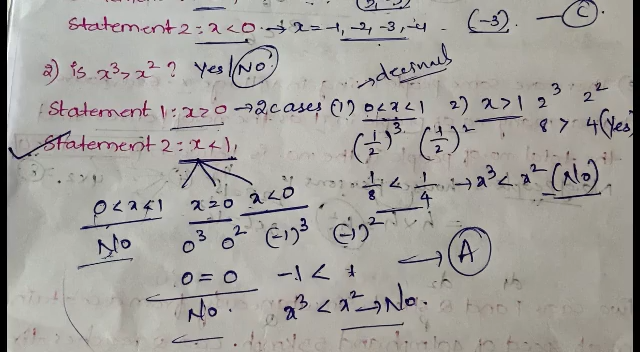 Statement 2: x<0 → x=-1,-2,-3,-4 (-3). — C
2) is x³>x²? Yes/No.
→ decimal
Statement 1: x>0 → 2 cases (1) 0<x<1 2) x>1 2³ 2²
(1/2)³ (1/2)² 8 > 4 (Yes)
Statement 2: x<1
1/8 < 1/4 → x³<x² (No)
0<x<1 x=0 x<0
No 0³ 0² (-1)³ (-1)²
0=0 -1< 1 → A
No. x³<x² → No.